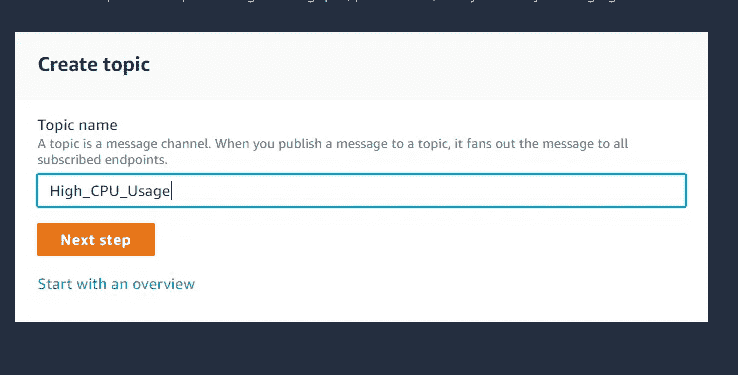 Create topic
Topic name
A topic is a message channel. When you publish a message to a topic, it fans out the message to all
subscribed endpoints.
High_CPU_Usage
Next step
Start with an overview